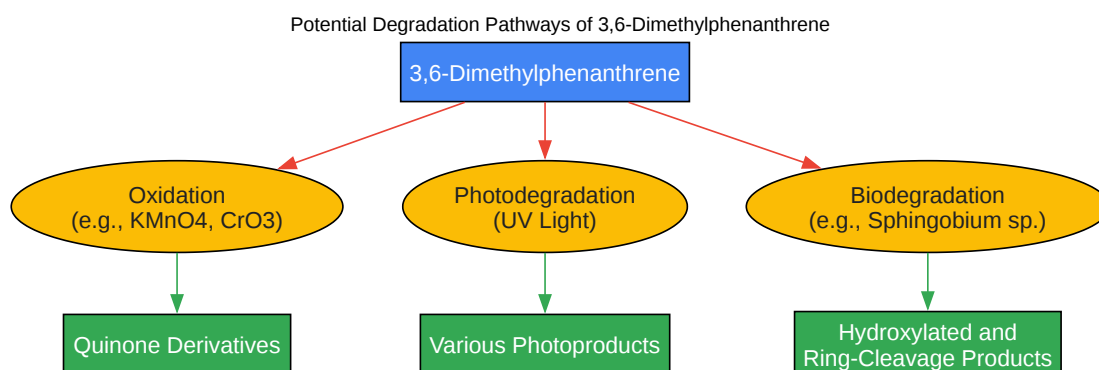 Potential Degradation Pathways of 3,6-Dimethylphenanthrene
3,6-Dimethylphenanthrene
Oxidation
(e.g., KMnO4, CrO3)
Photodegradation
(UV Light)
Biodegradation
(e.g., Sphingobium sp.)
Quinone Derivatives
Various Photoproducts
Hydroxylated and
Ring-Cleavage Products